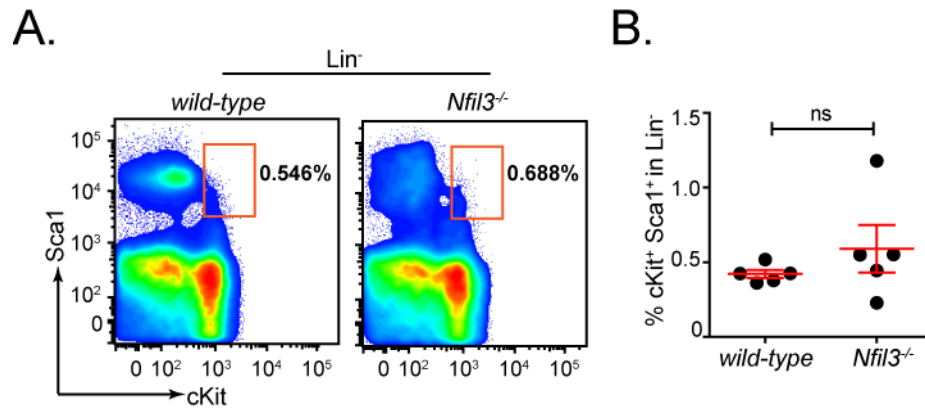 A.
Lin⁻
wild-type
Nfil3⁻/⁻
Sca1
10⁵
10⁴
10³
10²
0
0.546%
0.688%
0 10² 10³ 10⁴ 10⁵
0 10² 10³ 10⁴ 10⁵
cKit
B.
ns
% cKit⁺ Sca1⁺ in Lin⁻
1.5
1.0
0.5
0
wild-type
Nfil3⁻/⁻